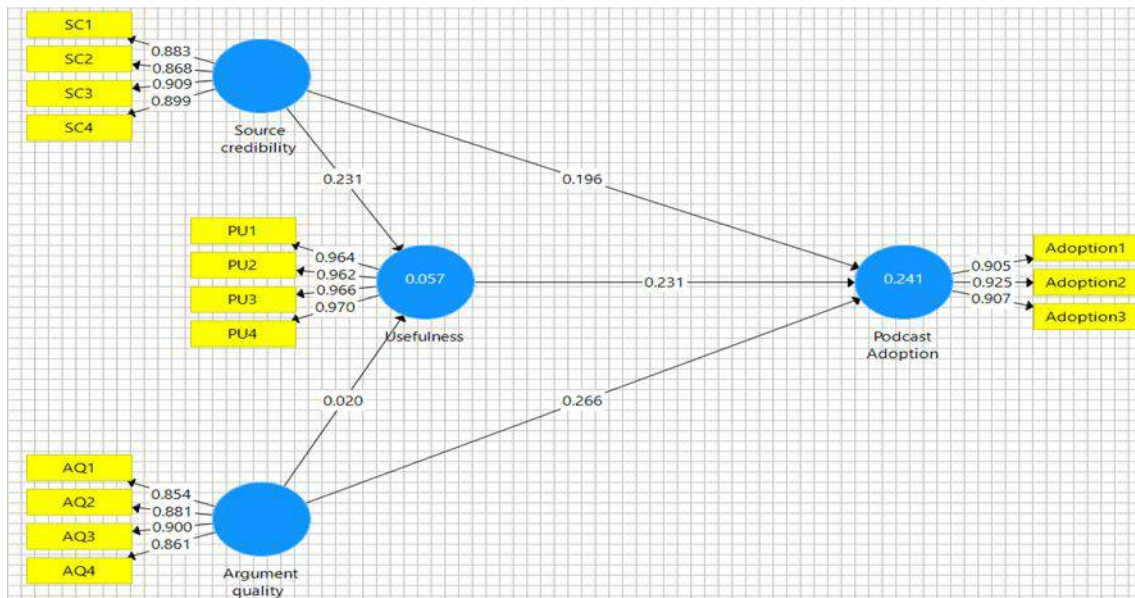 SC1
SC2
SC3
SC4
0.883
0.868
0.909
0.899
Source
credibility
0.231
0.196
PU1
PU2
PU3
PU4
0.964
0.962
0.966
0.970
0.057
Usefulness
0.231
0.241
Podcast
Adoption
0.905
0.925
0.907
Adoption1
Adoption2
Adoption3
0.020
0.266
AQ1
AQ2
AQ3
AQ4
0.854
0.881
0.900
0.861
Argument
quality